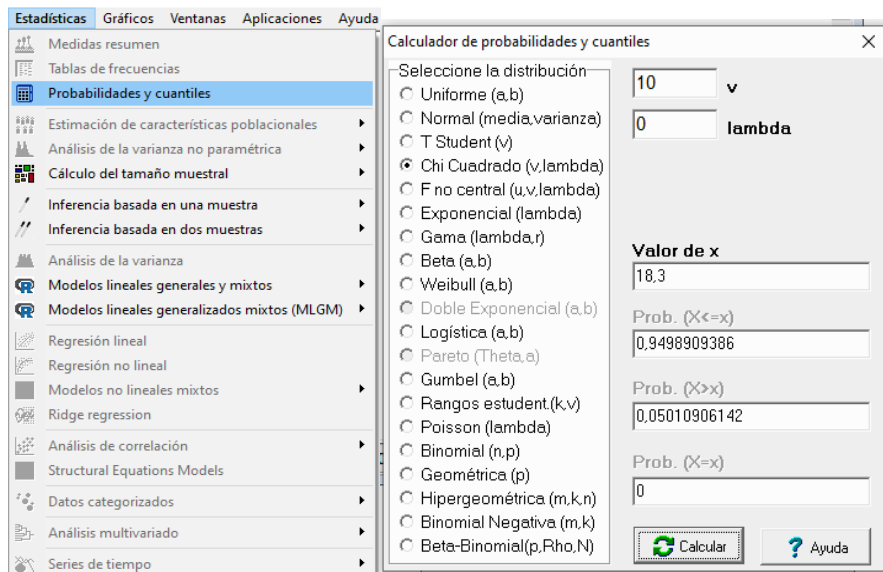 Estadísticas Gráficos Ventanas Aplicaciones Ayuda
Medidas resumen
Tablas de frecuencias
Probabilidades y cuantiles
Estimación de características poblacionales
Análisis de la varianza no paramétrica
Cálculo del tamaño muestral
Inferencia basada en una muestra
Inferencia basada en dos muestras
Análisis de la varianza
Modelos lineales generales y mixtos
Modelos lineales generalizados mixtos (MLGM)
Regresión lineal
Regresión no lineal
Modelos no lineales mixtos
Ridge regression
Análisis de correlación
Structural Equations Models
Datos categorizados
Análisis multivariado
Series de tiempo
Calculador de probabilidades y cuantiles
Seleccione la distribución
Uniforme (a,b)
Normal (media,varianza)
T Student (v)
Chi Cuadrado (v,lambda)
F no central (u,v,lambda)
Exponencial (lambda)
Gama (lambda,r)
Beta (a,b)
Weibull (a,b)
Doble Exponencial (a,b)
Logística (a,b)
Pareto (Theta,a)
Gumbel (a,b)
Rangos estudent.(k,v)
Poisson (lambda)
Binomial (n,p)
Geométrica (p)
Hipergeométrica (m,k,n)
Binomial Negativa (m,k)
Beta-Binomial(p,Rho,N)
10 v
0 lambda
Valor de x
18,3
Prob. (X<=x)
0,9498909386
Prob. (X>x)
0,05010906142
Prob. (X=x)
0
Calcular
? Ayuda